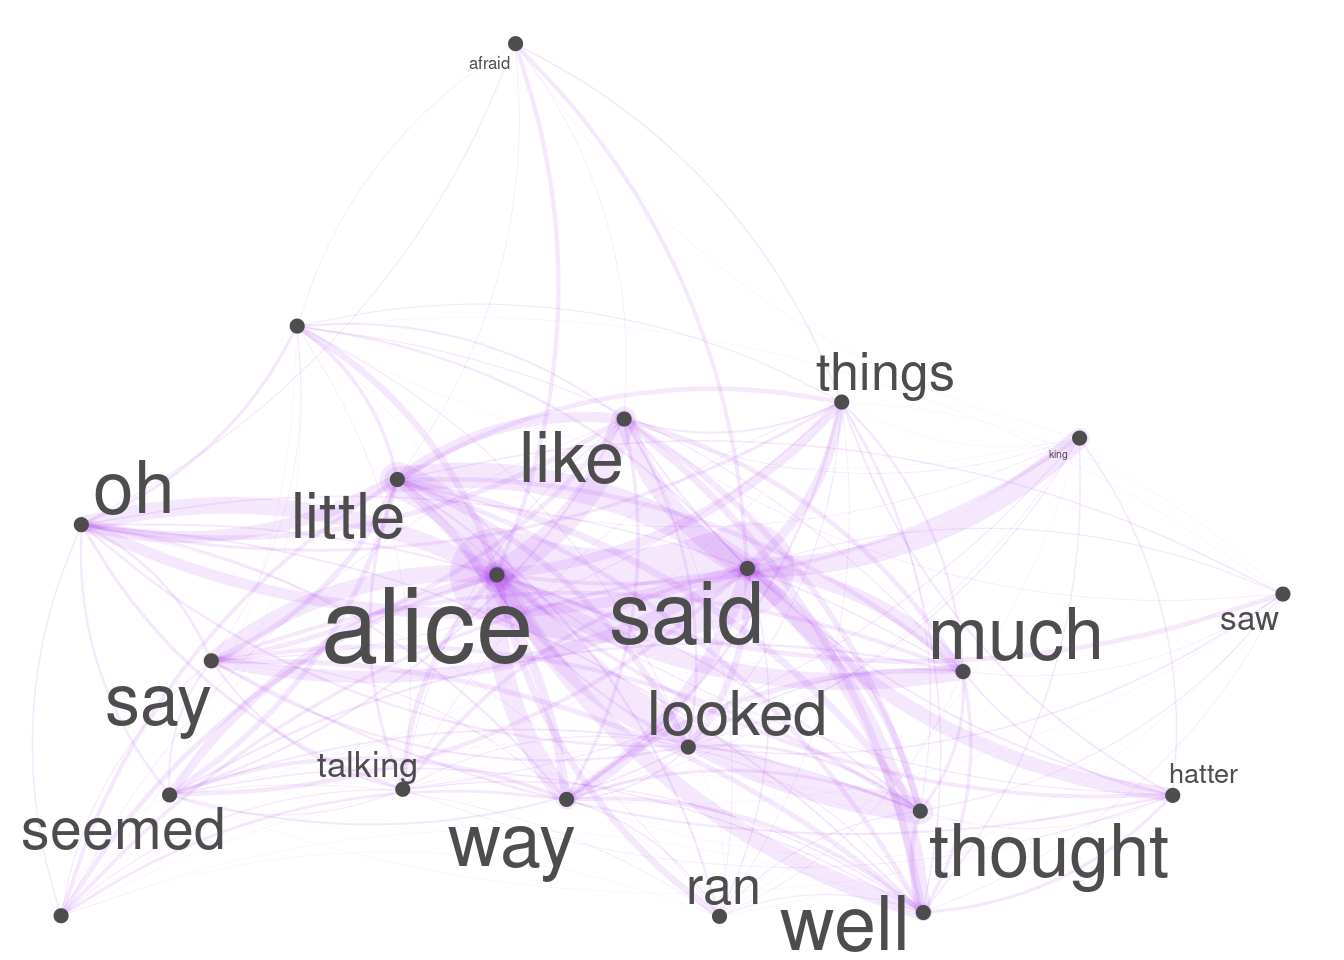 afraid
things
like
king
oh
little
alice
said
saw
much
say
looked
talking
hatter
seemed
way
thought
ran
well